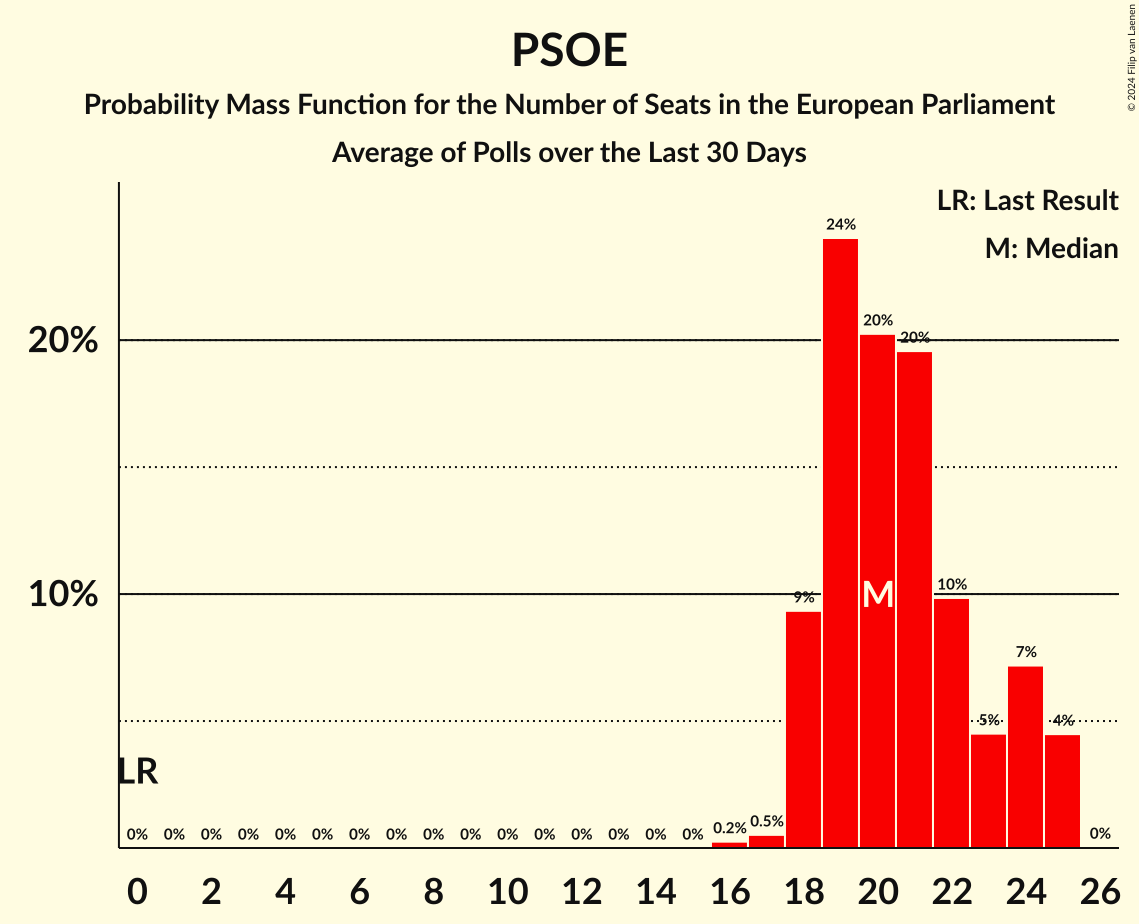 PSOE
Probability Mass Function for the Number of Seats in the European Parliament
Average of Polls over the Last 30 Days
© 2024 Filip van Laenen
LR: Last Result
M: Median
20%
10%
24%
20%
20%
9%
M
10%
7%
5%
4%
LR
0% 0% 0% 0% 0% 0% 0% 0% 0% 0% 0% 0% 0% 0% 0% 0% 0.2% 0.5% 0%
0 2 4 6 8 10 12 14 16 18 20 22 24 26